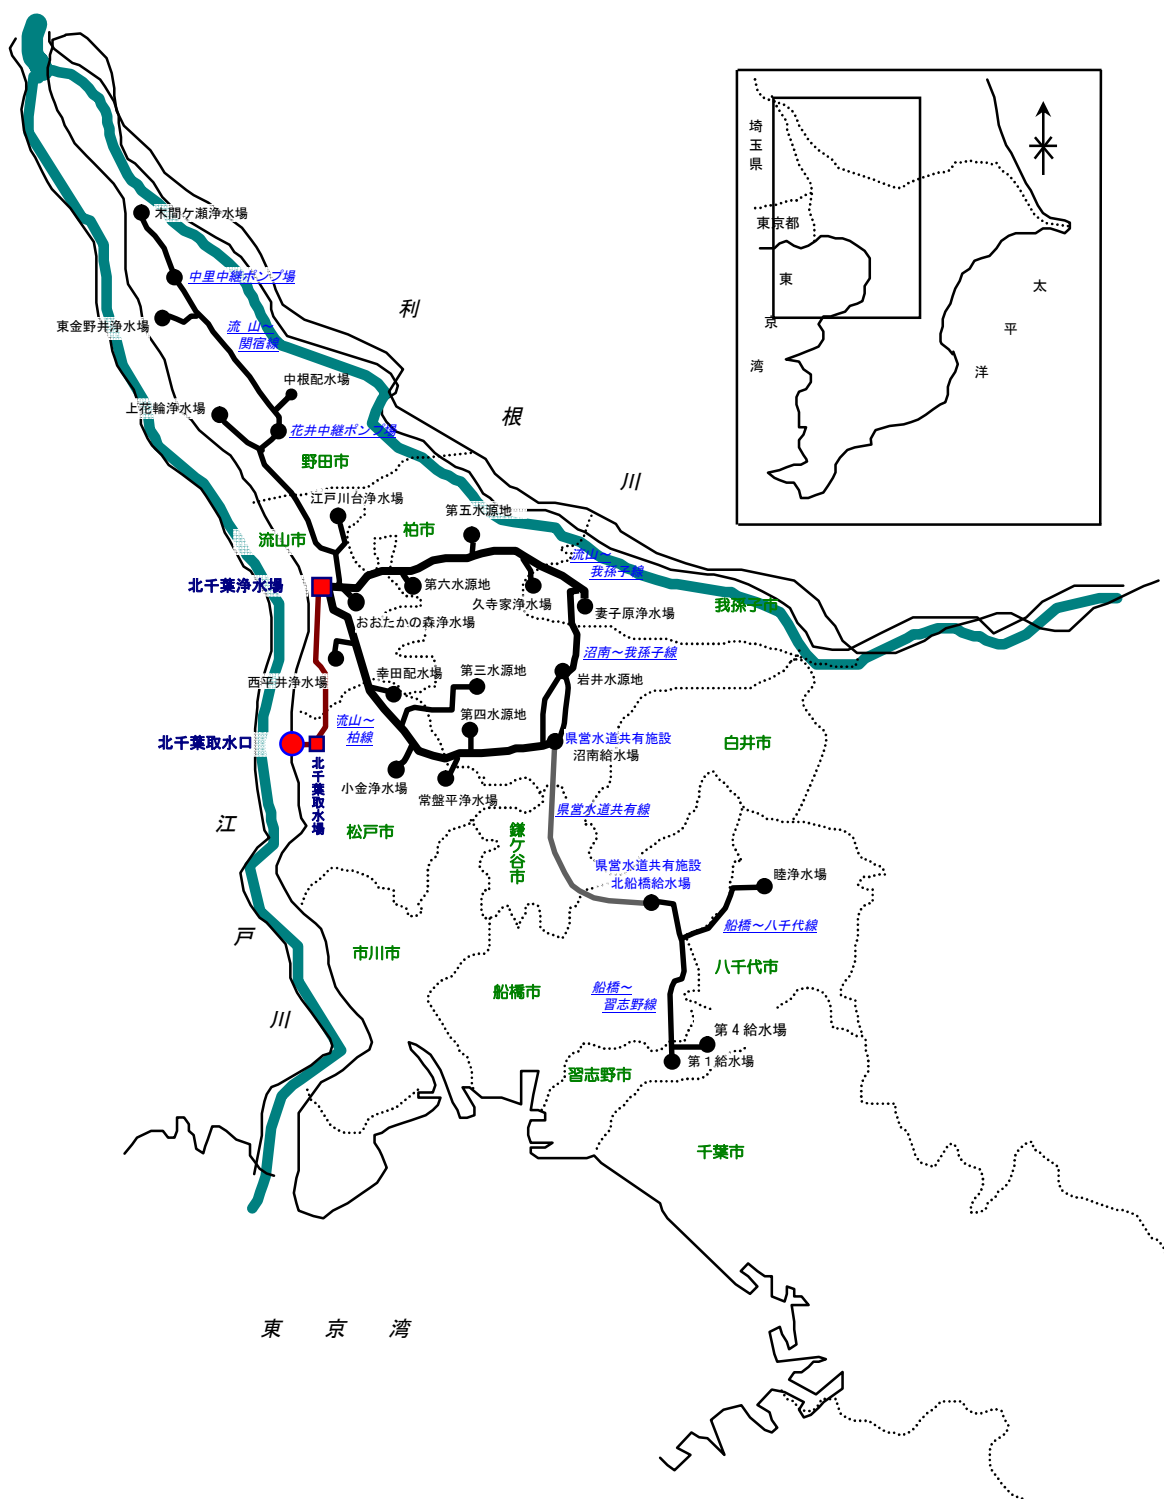 埼玉県
東京都
東京湾
太平洋
木間ケ瀬浄水場
中里中継ポンプ場
東金野井浄水場
流 山～
関宿線
利根川
中根配水場
上花輪浄水場
花井中継ポンプ場
野田市
江戸川台浄水場
第五水源地
柏市
流山市
流山～
我孫子線
北千葉浄水場
第六水源地
久寺家浄水場
妻子原浄水場
我孫子市
おおたかの森浄水場
沼南～我孫子線
西平井浄水場
幸田配水場
第三水源地
岩井水源地
流山～
柏線
第四水源地
県営水道共有施設
沼南給水場
白井市
北千葉取水口
北千葉取水場
小金浄水場
常盤平浄水場
県営水道共有線
江戸川
松戸市
鎌ケ谷市
県営水道共有施設
北船橋給水場
睦浄水場
船橋～八千代線
市川市
八千代市
船橋市
船橋～
習志野線
第４給水場
第１給水場
習志野市
千葉市
東京湾